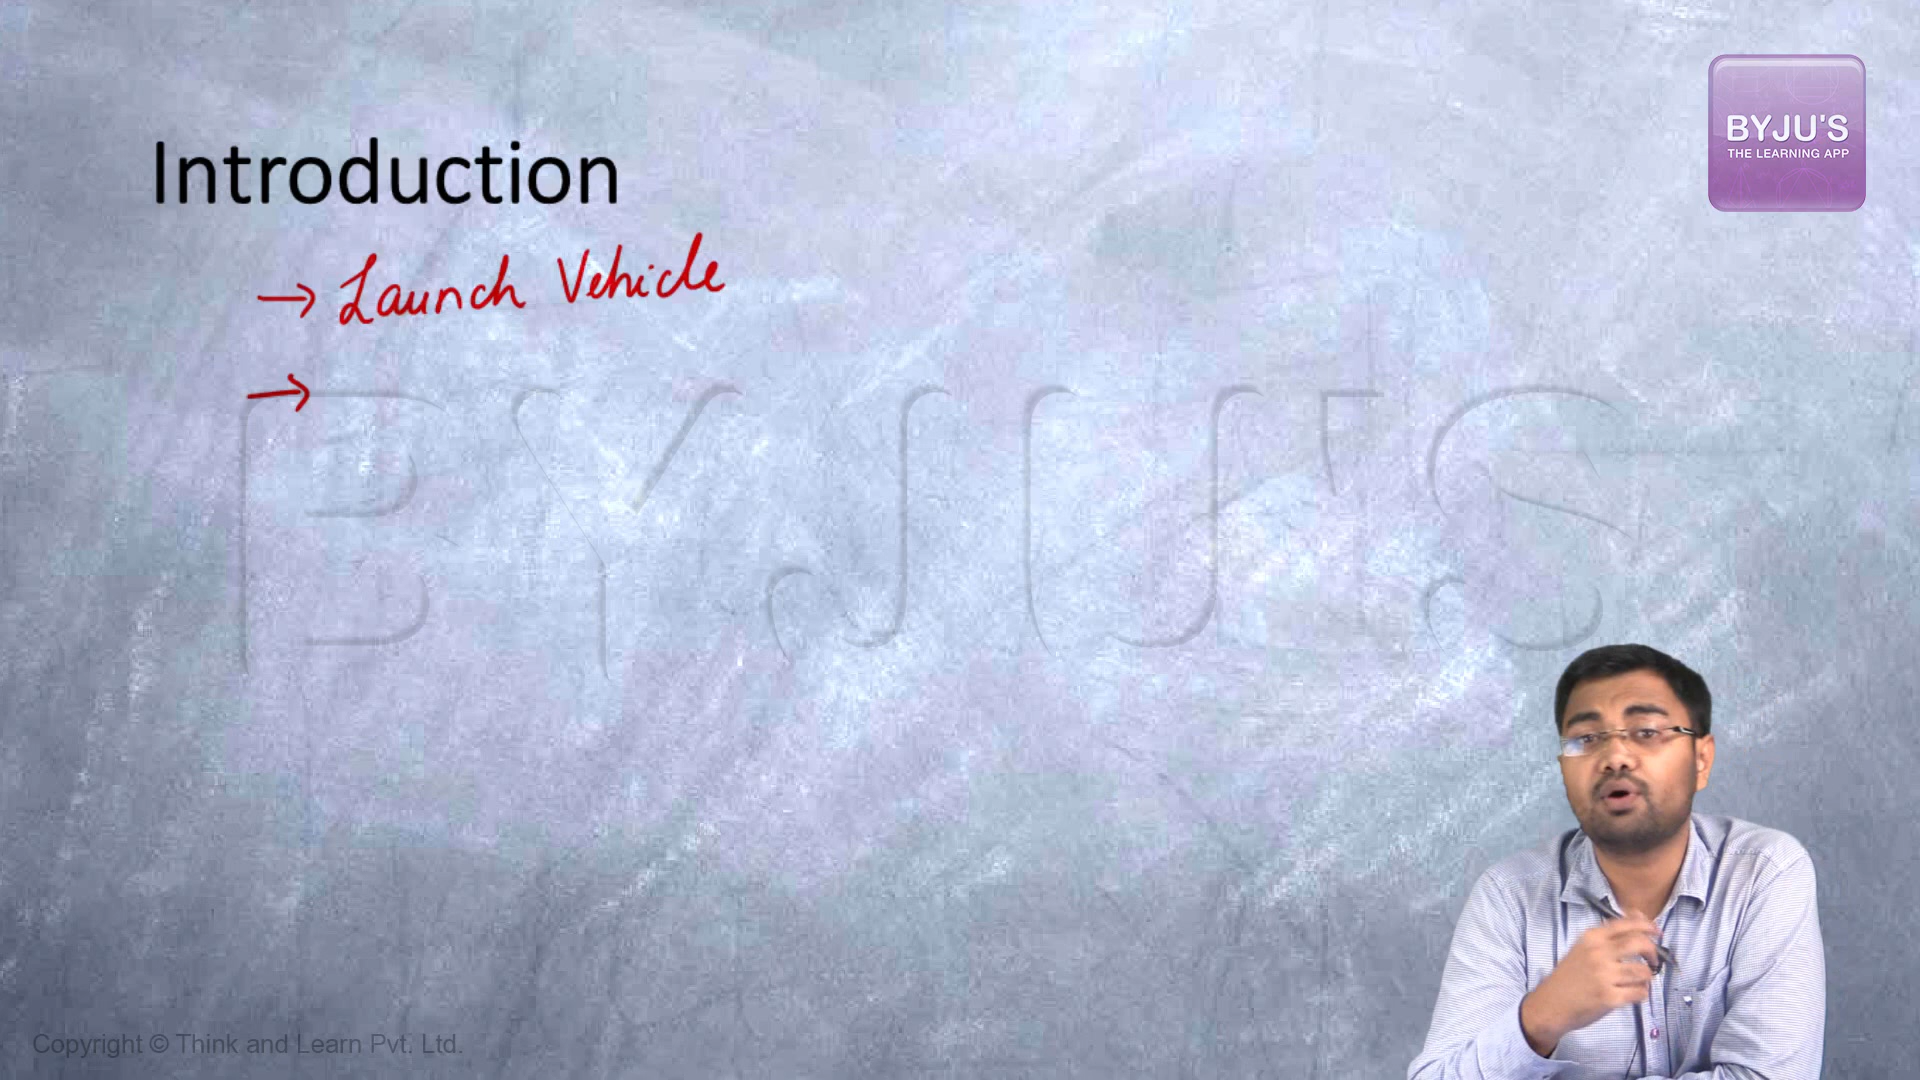 BYJU'S
THE LEARNING APP
Introduction
→ Launch Vehicle
→
BYJU'S
Copyright © Think and Learn Pvt. Ltd.